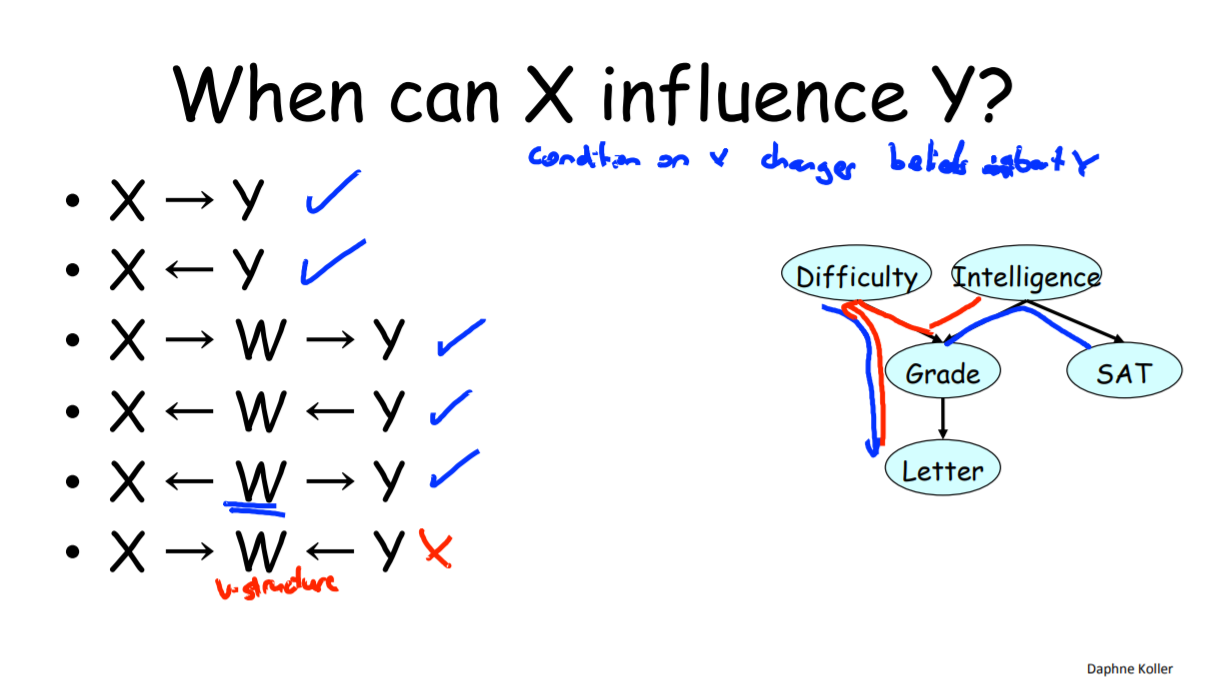 When can X influence Y?
condition on X changes beliefs about Y
• X → Y ✓
• X ← Y ✓
• X → W → Y ✓
• X ← W ← Y ✓
• X ← W → Y ✓
• X → W ← Y X
v-structure
Difficulty Intelligence
Grade SAT
Letter
Daphne Koller